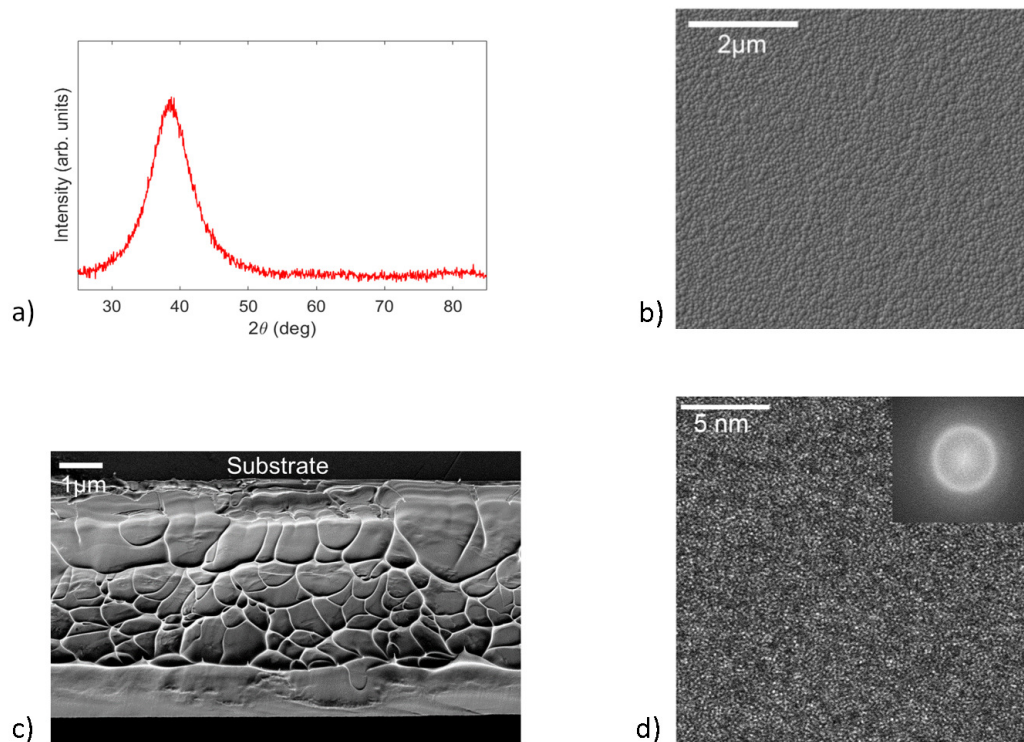 Intensity (arb. units)
30 40 50 60 70 80
2θ (deg)
a)
2μm
b)
Substrate
1μm
c)
5 nm
d)